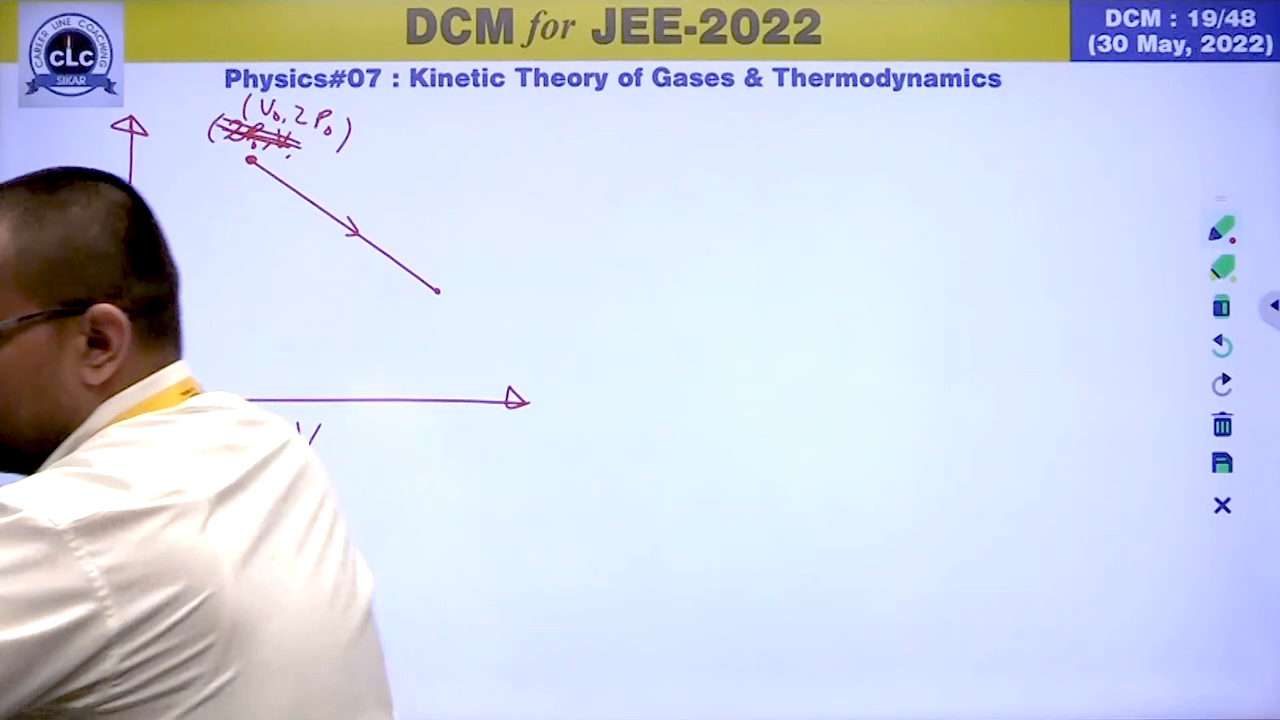 DCM for JEE-2022
DCM : 19/48
(30 May, 2022)
CAREER LINE COACHING
CLC
SIKAR
Physics#07 : Kinetic Theory of Gases & Thermodynamics
(V₀, 2P₀)
V